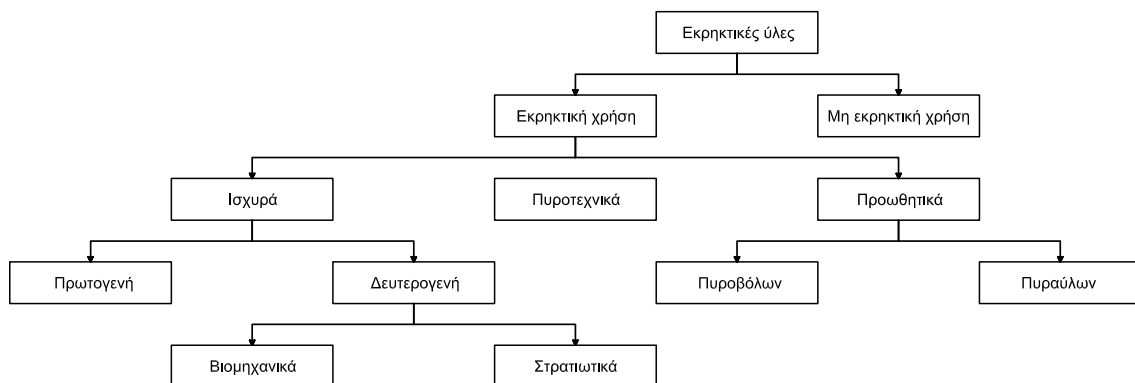 Εκρηκτικές ύλες
Εκρηκτική χρήση
Μη εκρηκτική χρήση
Ισχυρά
Πυροτεχνικά
Προωθητικά
Πρωτογενή
Δευτερογενή
Πυροβόλων
Πυραύλων
Βιομηχανικά
Στρατιωτικά